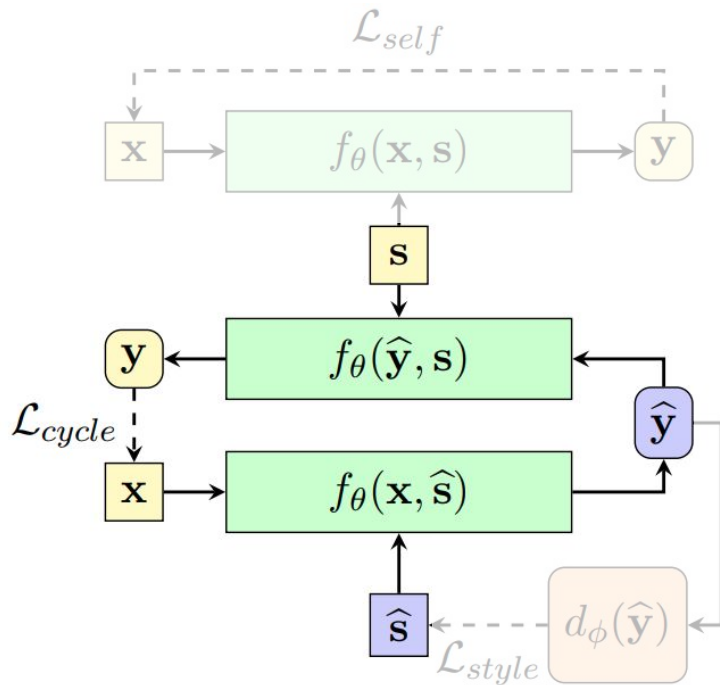 ℒ_self
x f_θ(x, s) y
s
y f_θ(ŷ, s)
ℒ_cycle ŷ
x f_θ(x, ŝ)
ŝ d_ϕ(ŷ)
ℒ_style